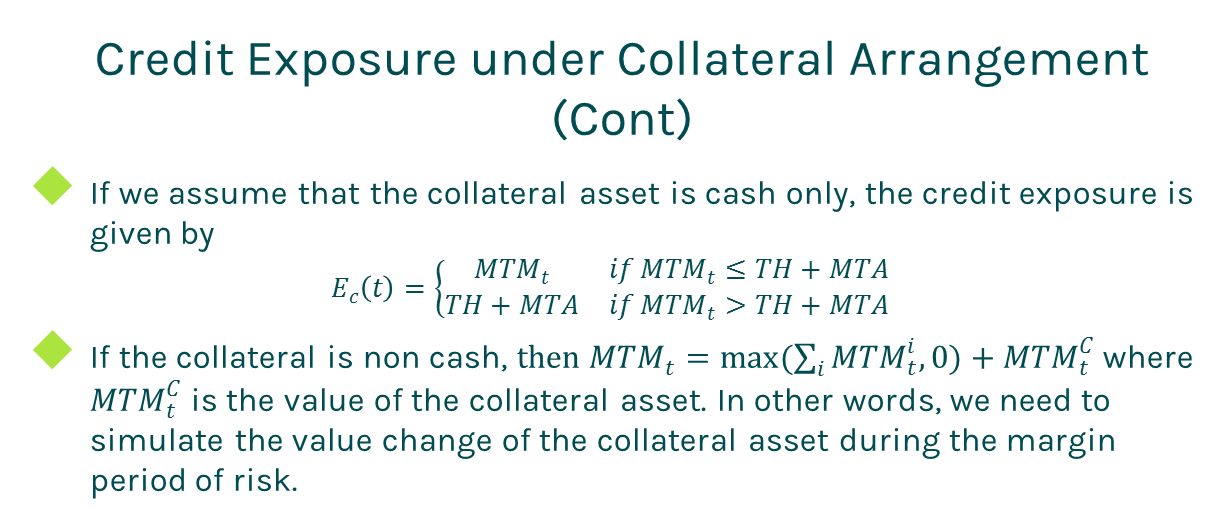 Credit Exposure under Collateral Arrangement
(Cont)
If we assume that the collateral asset is cash only, the credit exposure is
given by
E_c(t) = { MTM_t if MTM_t ≤ TH + MTA
TH + MTA if MTM_t > TH + MTA
If the collateral is non cash, then MTM_t = max(∑_i MTM_t^i, 0) + MTM_t^C where
MTM_t^C is the value of the collateral asset. In other words, we need to
simulate the value change of the collateral asset during the margin
period of risk.